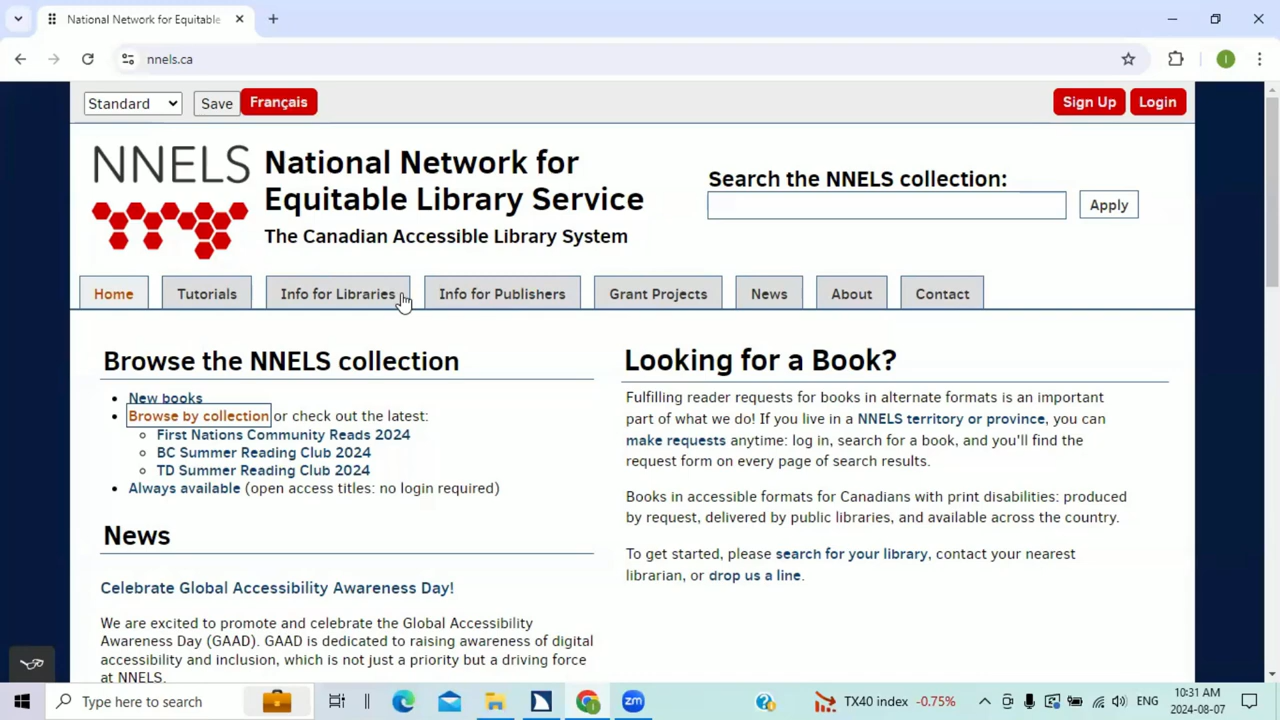 National Network for Equitable
nnels.ca
Standard
Save
Français
Sign Up
Login
NNELS
National Network for
Equitable Library Service
The Canadian Accessible Library System
Search the NNELS collection:
Apply
Home
Tutorials
Info for Libraries
Info for Publishers
Grant Projects
News
About
Contact
Browse the NNELS collection
New books
Browse by collection or check out the latest:
First Nations Community Reads 2024
BC Summer Reading Club 2024
TD Summer Reading Club 2024
Always available (open access titles: no login required)
News
Celebrate Global Accessibility Awareness Day!
We are excited to promote and celebrate the Global Accessibility
Awareness Day (GAAD). GAAD is dedicated to raising awareness of digital
accessibility and inclusion, which is not just a priority but a driving force
at NNELS.
Looking for a Book?
Fulfilling reader requests for books in alternate formats is an important
part of what we do! If you live in a NNELS territory or province, you can
make requests anytime: log in, search for a book, and you'll find the
request form on every page of search results.
Books in accessible formats for Canadians with print disabilities: produced
by request, delivered by public libraries, and available across the country.
To get started, please search for your library, contact your nearest
librarian, or drop us a line.
Type here to search
zm
TX40 index -0.75%
ENG
10:31 AM
2024-08-07
I